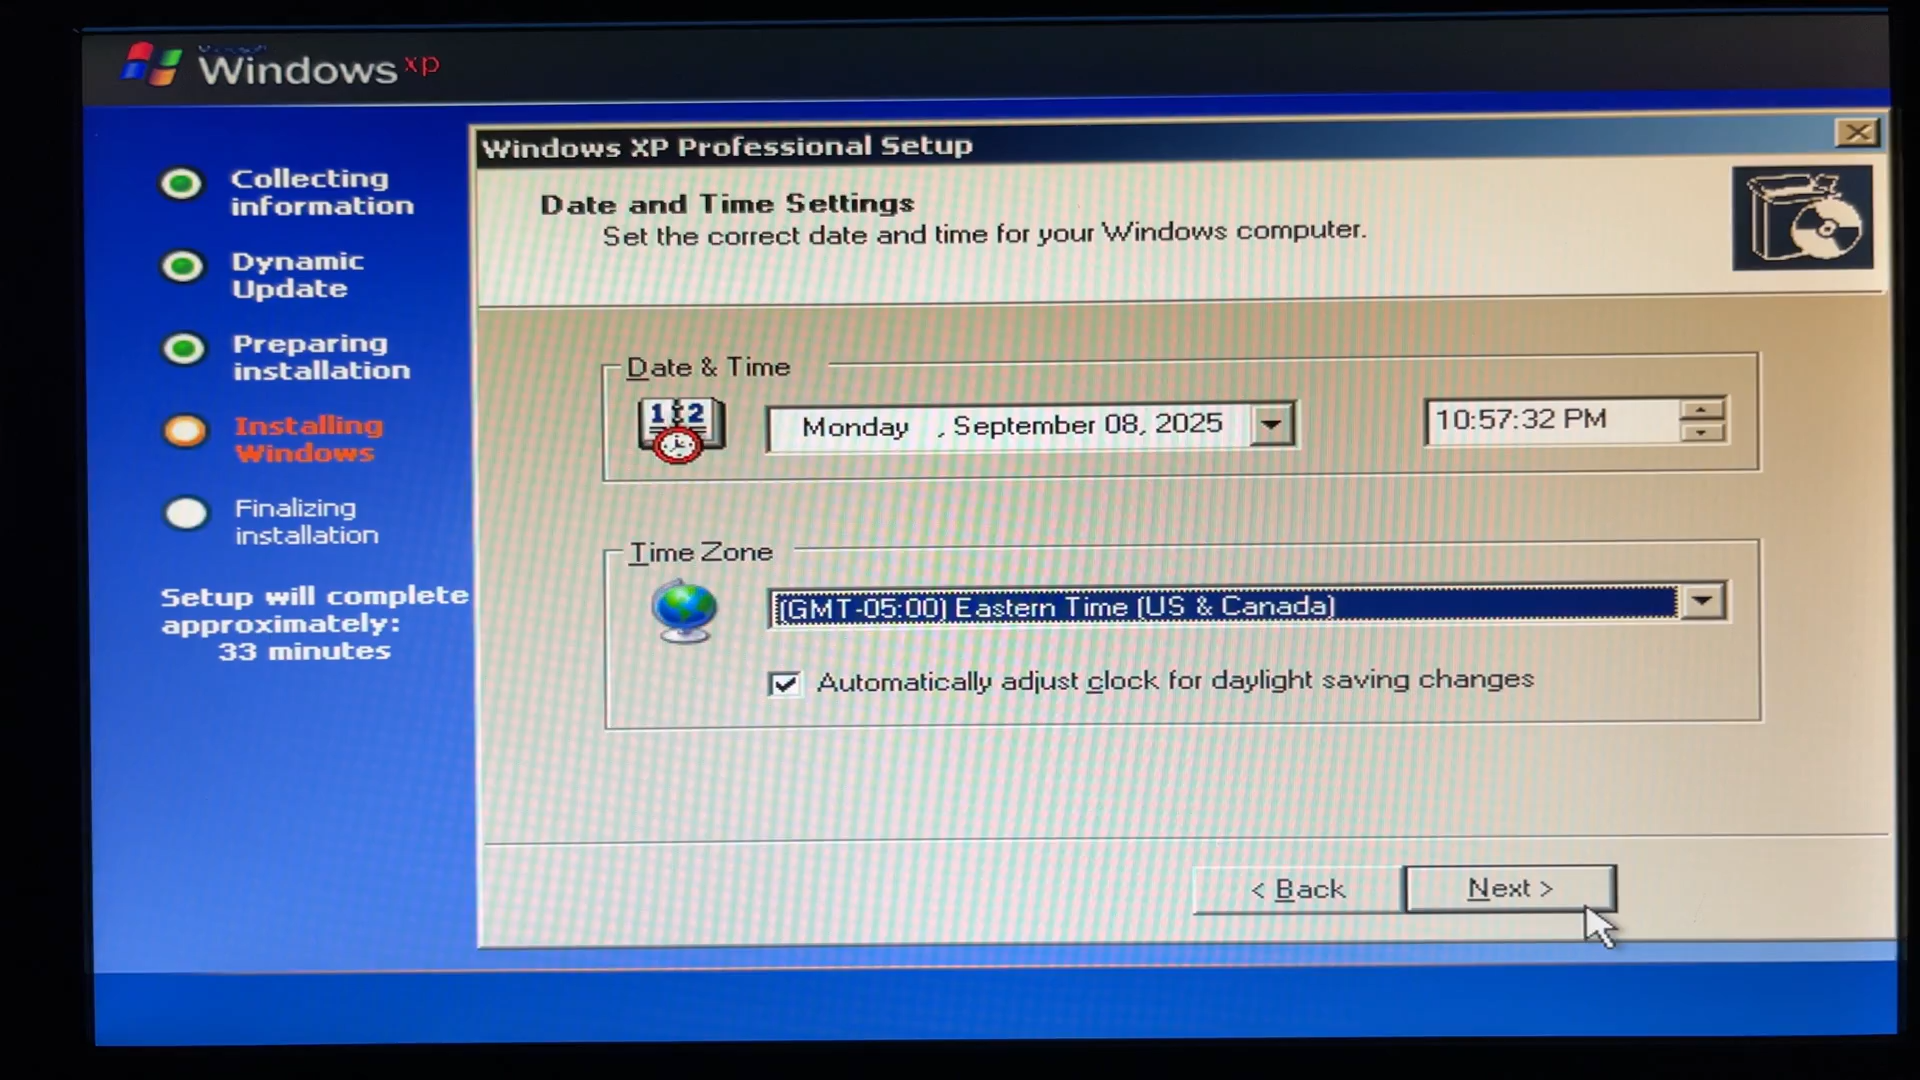 Microsoft
Windows xp
Windows XP Professional Setup
Collecting
information
Dynamic
Update
Preparing
installation
Installing
Windows
Finalizing
installation
Setup will complete
approximately:
33 minutes
Date and Time Settings
Set the correct date and time for your Windows computer.
Date & Time
12
Monday , September 08, 2025
10:57:32 PM
Time Zone
(GMT-05:00) Eastern Time (US & Canada)
Automatically adjust clock for daylight saving changes
< Back
Next >